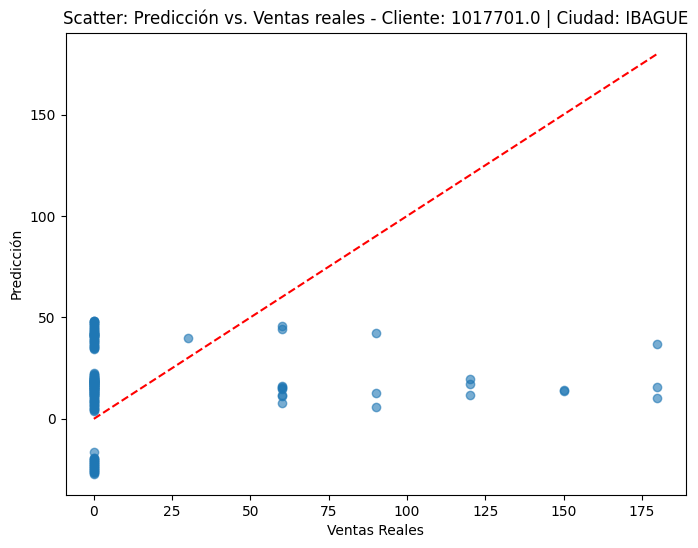 Scatter: Predicción vs. Ventas reales - Cliente: 1017701.0 | Ciudad: IBAGUE
Predicción
150
100
50
0
0 25 50 75 100 125 150 175
Ventas Reales